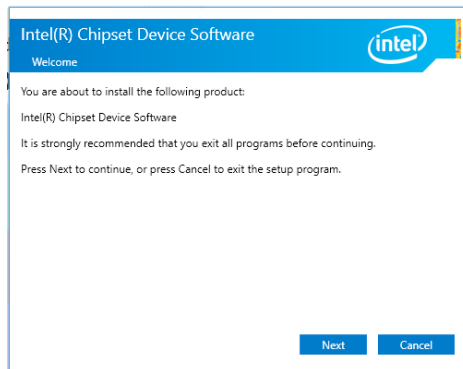 Intel(R) Chipset Device Software
intel
Welcome
You are about to install the following product:
Intel(R) Chipset Device Software
It is strongly recommended that you exit all programs before continuing.
Press Next to continue, or press Cancel to exit the setup program.
Next Cancel